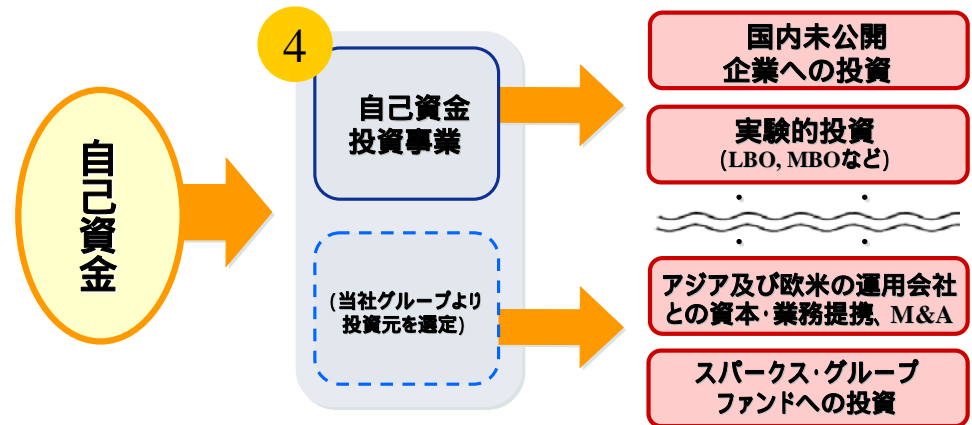 自己資金
4
自己資金
投資事業
(当社グループより
投資元を選定)
国内未公開
企業への投資
実験的投資
(LBO, MBOなど)
アジア及び欧米の運用会社
との資本・業務提携、M&A
スパークス・グループ
ファンドへの投資